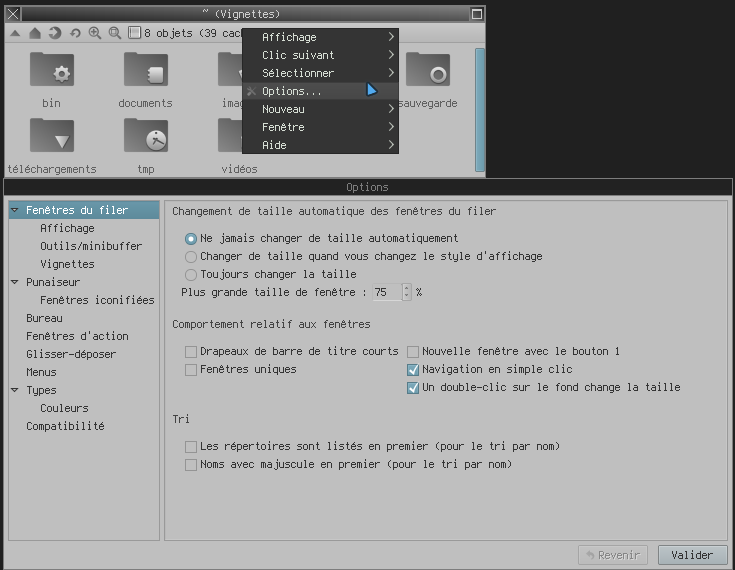 ~ (Vignettes)
8 objets (39 cac
Affichage
Clic suivant
Sélectionner
Options...
Nouveau
Fenêtre
Aide
bin
documents
imag
sauvegarde
téléchargements
tmp
vidéos
Options
Fenêtres du filer
Affichage
Outils/minibuffer
Vignettes
Punaiseur
Fenêtres iconifiées
Bureau
Fenêtres d'action
Glisser-déposer
Menus
Types
Couleurs
Compatibilité
Changement de taille automatique des fenêtres du filer
Ne jamais changer de taille automatiquement
Changer de taille quand vous changez le style d'affichage
Toujours changer la taille
Plus grande taille de fenêtre : 75 %
Comportement relatif aux fenêtres
Drapeaux de barre de titre courts
Nouvelle fenêtre avec le bouton 1
Fenêtres uniques
Navigation en simple clic
Un double-clic sur le fond change la taille
Tri
Les répertoires sont listés en premier (pour le tri par nom)
Noms avec majuscule en premier (pour le tri par nom)
Revenir
Valider